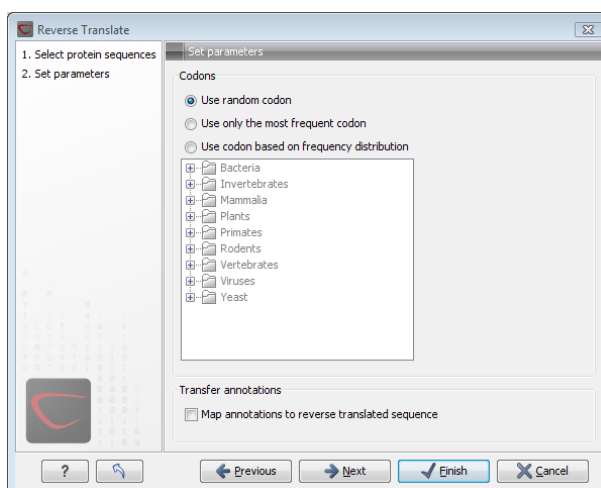 Reverse Translate
1. Select protein sequences
2. Set parameters
Set parameters
Codons
Use random codon
Use only the most frequent codon
Use codon based on frequency distribution
Bacteria
Invertebrates
Mammalia
Plants
Primates
Rodents
Vertebrates
Viruses
Yeast
Transfer annotations
Map annotations to reverse translated sequence
?
Previous
Next
Finish
Cancel